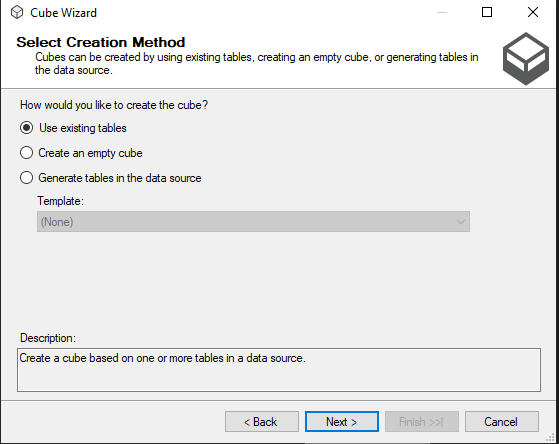 Cube Wizard
Select Creation Method
Cubes can be created by using existing tables, creating an empty cube, or generating tables in
the data source.
How would you like to create the cube?
Use existing tables
Create an empty cube
Generate tables in the data source
Template:
(None)
Description:
Create a cube based on one or more tables in a data source.
< Back
Next >
Finish >>|
Cancel